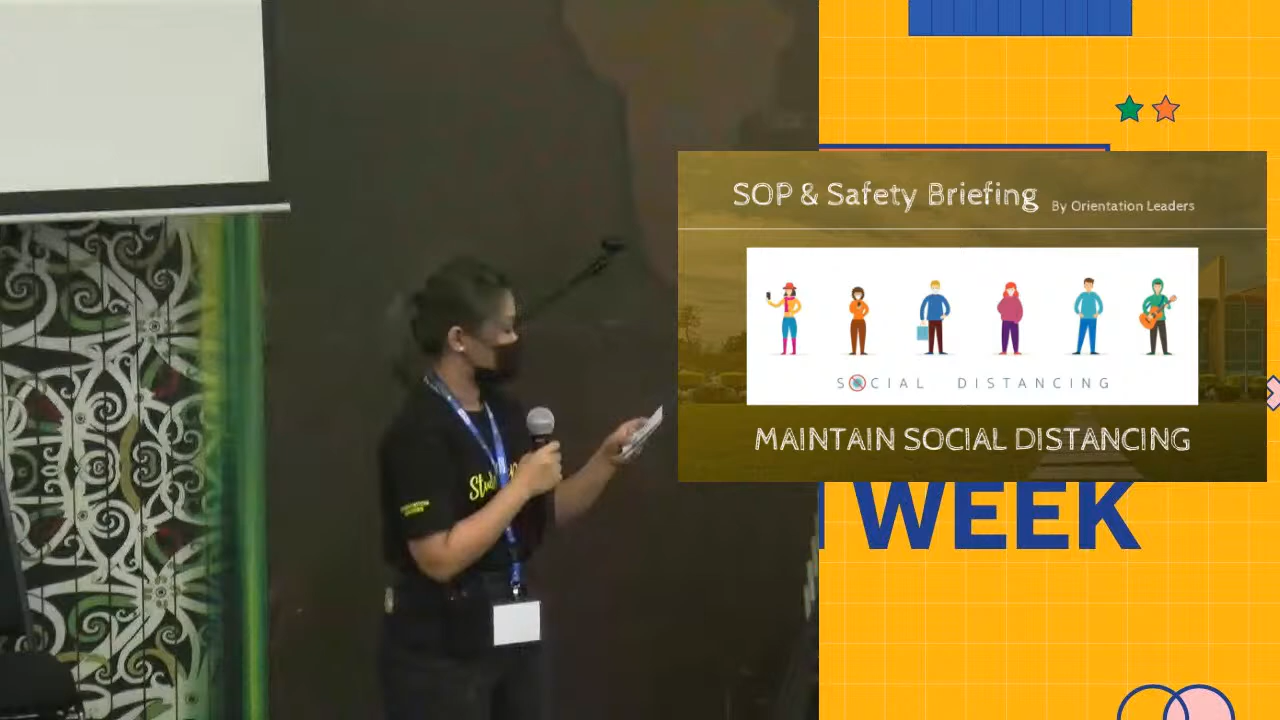 SOP & Safety Briefing By Orientation Leaders
SOCIAL DISTANCING
MAINTAIN SOCIAL DISTANCING
WEEK